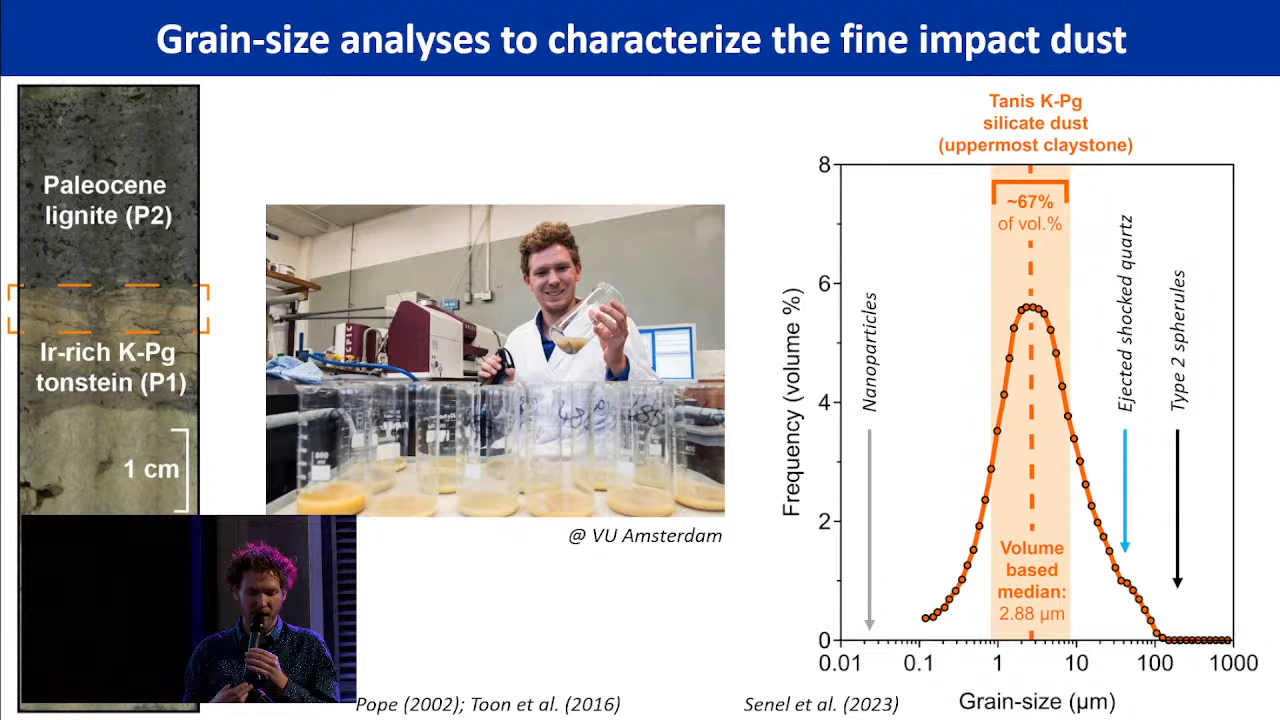 Grain-size analyses to characterize the fine impact dust
Paleocene
lignite (P2)
Ir-rich K-Pg
tonstein (P1)
1 cm
@ VU Amsterdam
Pope (2002); Toon et al. (2016)
Senel et al. (2023)
Tanis K-Pg
silicate dust
(uppermost claystone)
~67%
of vol.%
Nanoparticles
Ejected shocked quartz
Type 2 spherules
Volume
based
median:
2.88 µm
Frequency (volume %)
8
6
4
2
0
0.01 0.1 1 10 100 1000
Grain-size (µm)